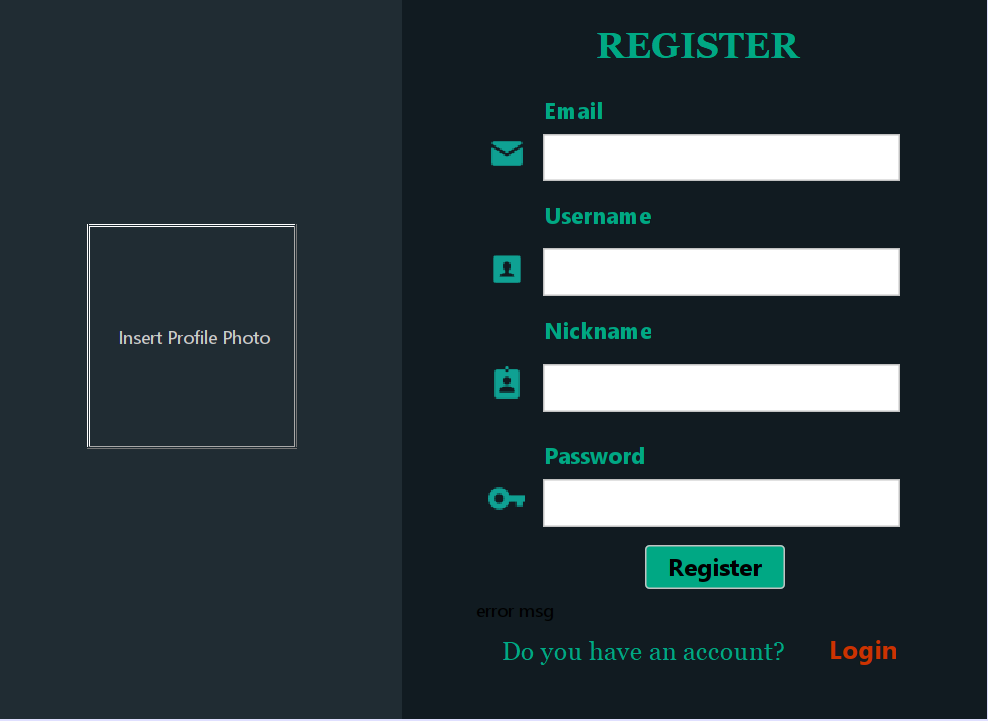 REGISTER
Email
Username
Insert Profile Photo
Nickname
Password
Register
error msg
Do you have an account? Login